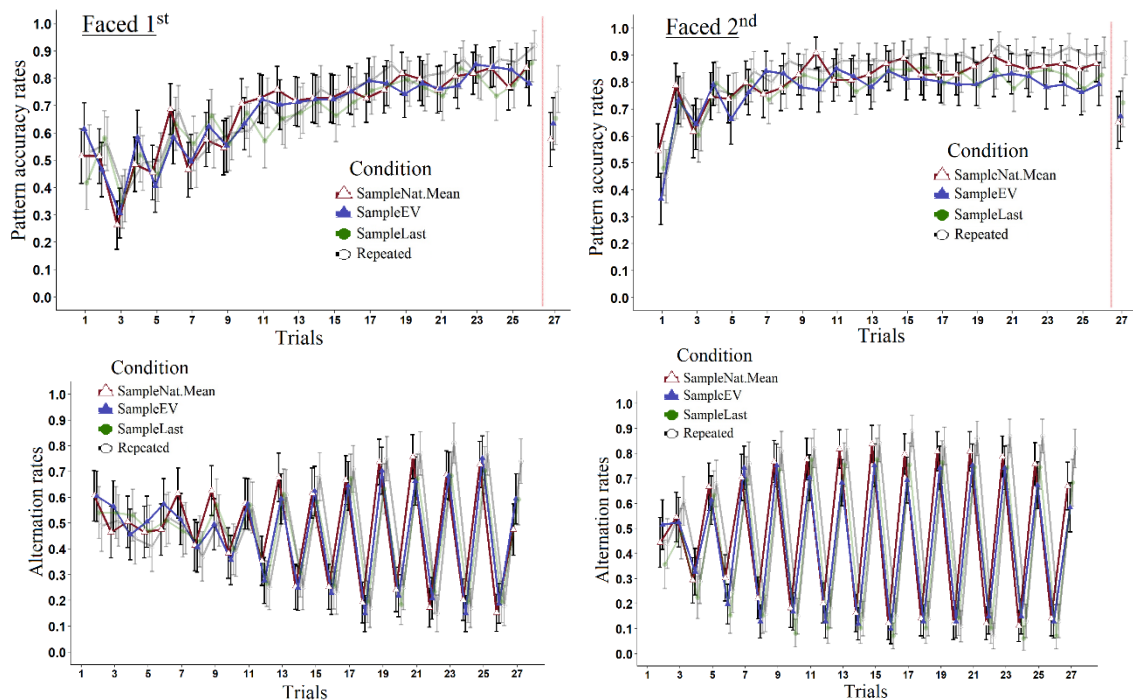 Faced 1st
Pattern accuracy rates
1.0
0.9
0.8
0.7
0.6
0.5
0.4
0.3
0.2
0.1
0.0
Condition
SampleNat.Mean
SampleEV
SampleLast
Repeated
1 3 5 7 9 11 13 15 17 19 21 23 25 27
Trials
Faced 2nd
Pattern accuracy rates
1.0
0.9
0.8
0.7
0.6
0.5
0.4
0.3
0.2
0.1
0.0
Condition
SampleNat.Mean
SampleEV
SampleLast
Repeated
1 3 5 7 9 11 13 15 17 19 21 23 25 27
Trials
Condition
SampleNat.Mean
SampleEV
SampleLast
Repeated
Alternation rates
1.0
0.9
0.8
0.7
0.6
0.5
0.4
0.3
0.2
0.1
0.0
1 3 5 7 9 11 13 15 17 19 21 23 25 27
Trials
Condition
SampleNat.Mean
SampleEV
SampleLast
Repeated
Alternation rates
1.0
0.9
0.8
0.7
0.6
0.5
0.4
0.3
0.2
0.1
0.0
1 3 5 7 9 11 13 15 17 19 21 23 25 27
Trials